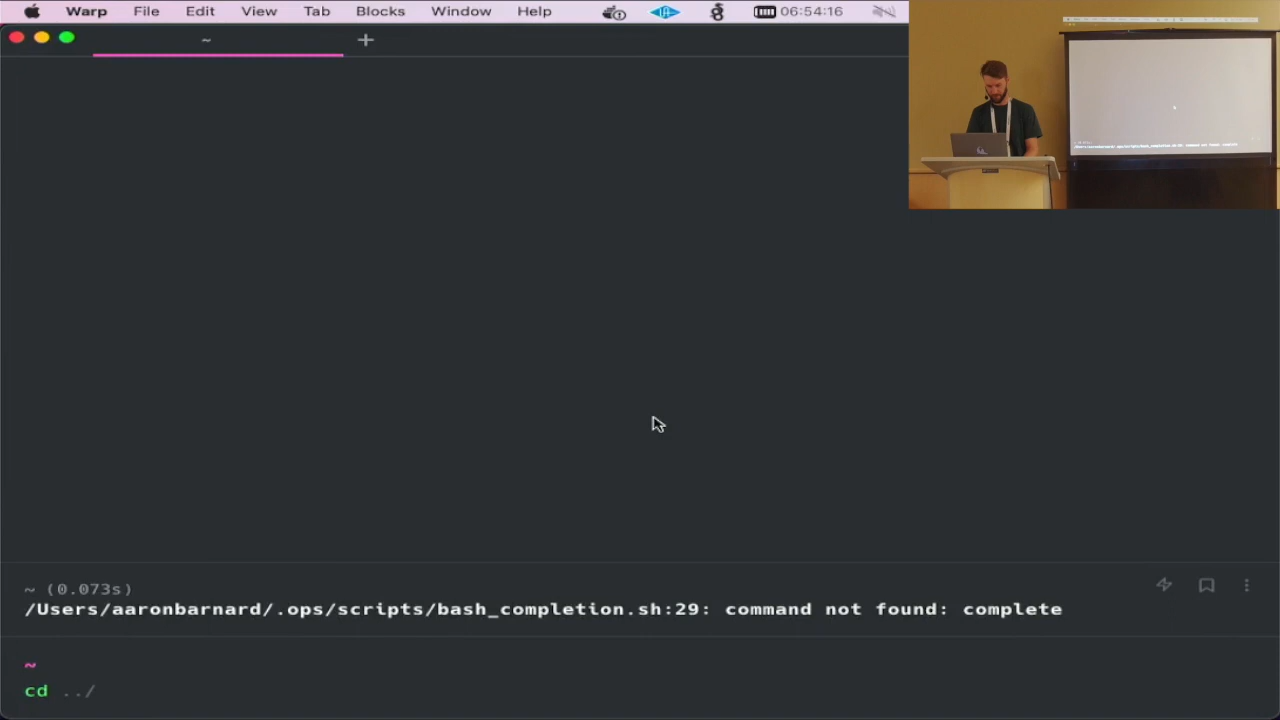 Warp File Edit View Tab Blocks Window Help 06:54:16
~
~ (0.073s)
/Users/aaronbarnard/.ops/scripts/bash_completion.sh:29: command not found: complete
~
cd ../